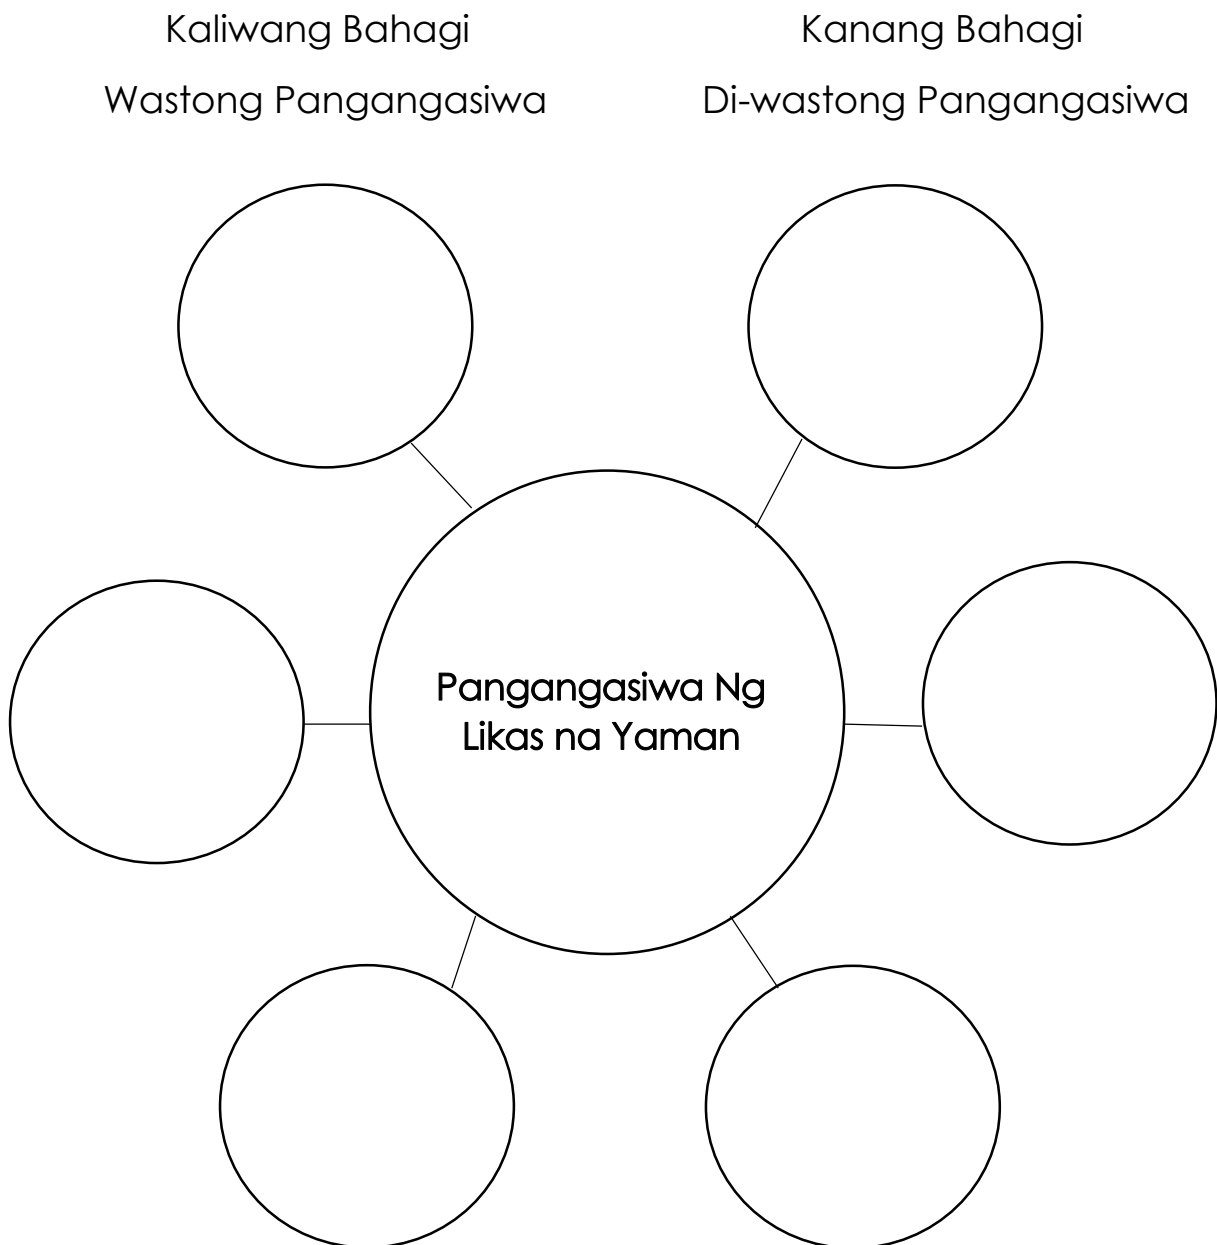 Kaliwang Bahagi
Wastong Pangangasiwa
Kanang Bahagi
Di-wastong Pangangasiwa
Pangangasiwa Ng
Likas na Yaman